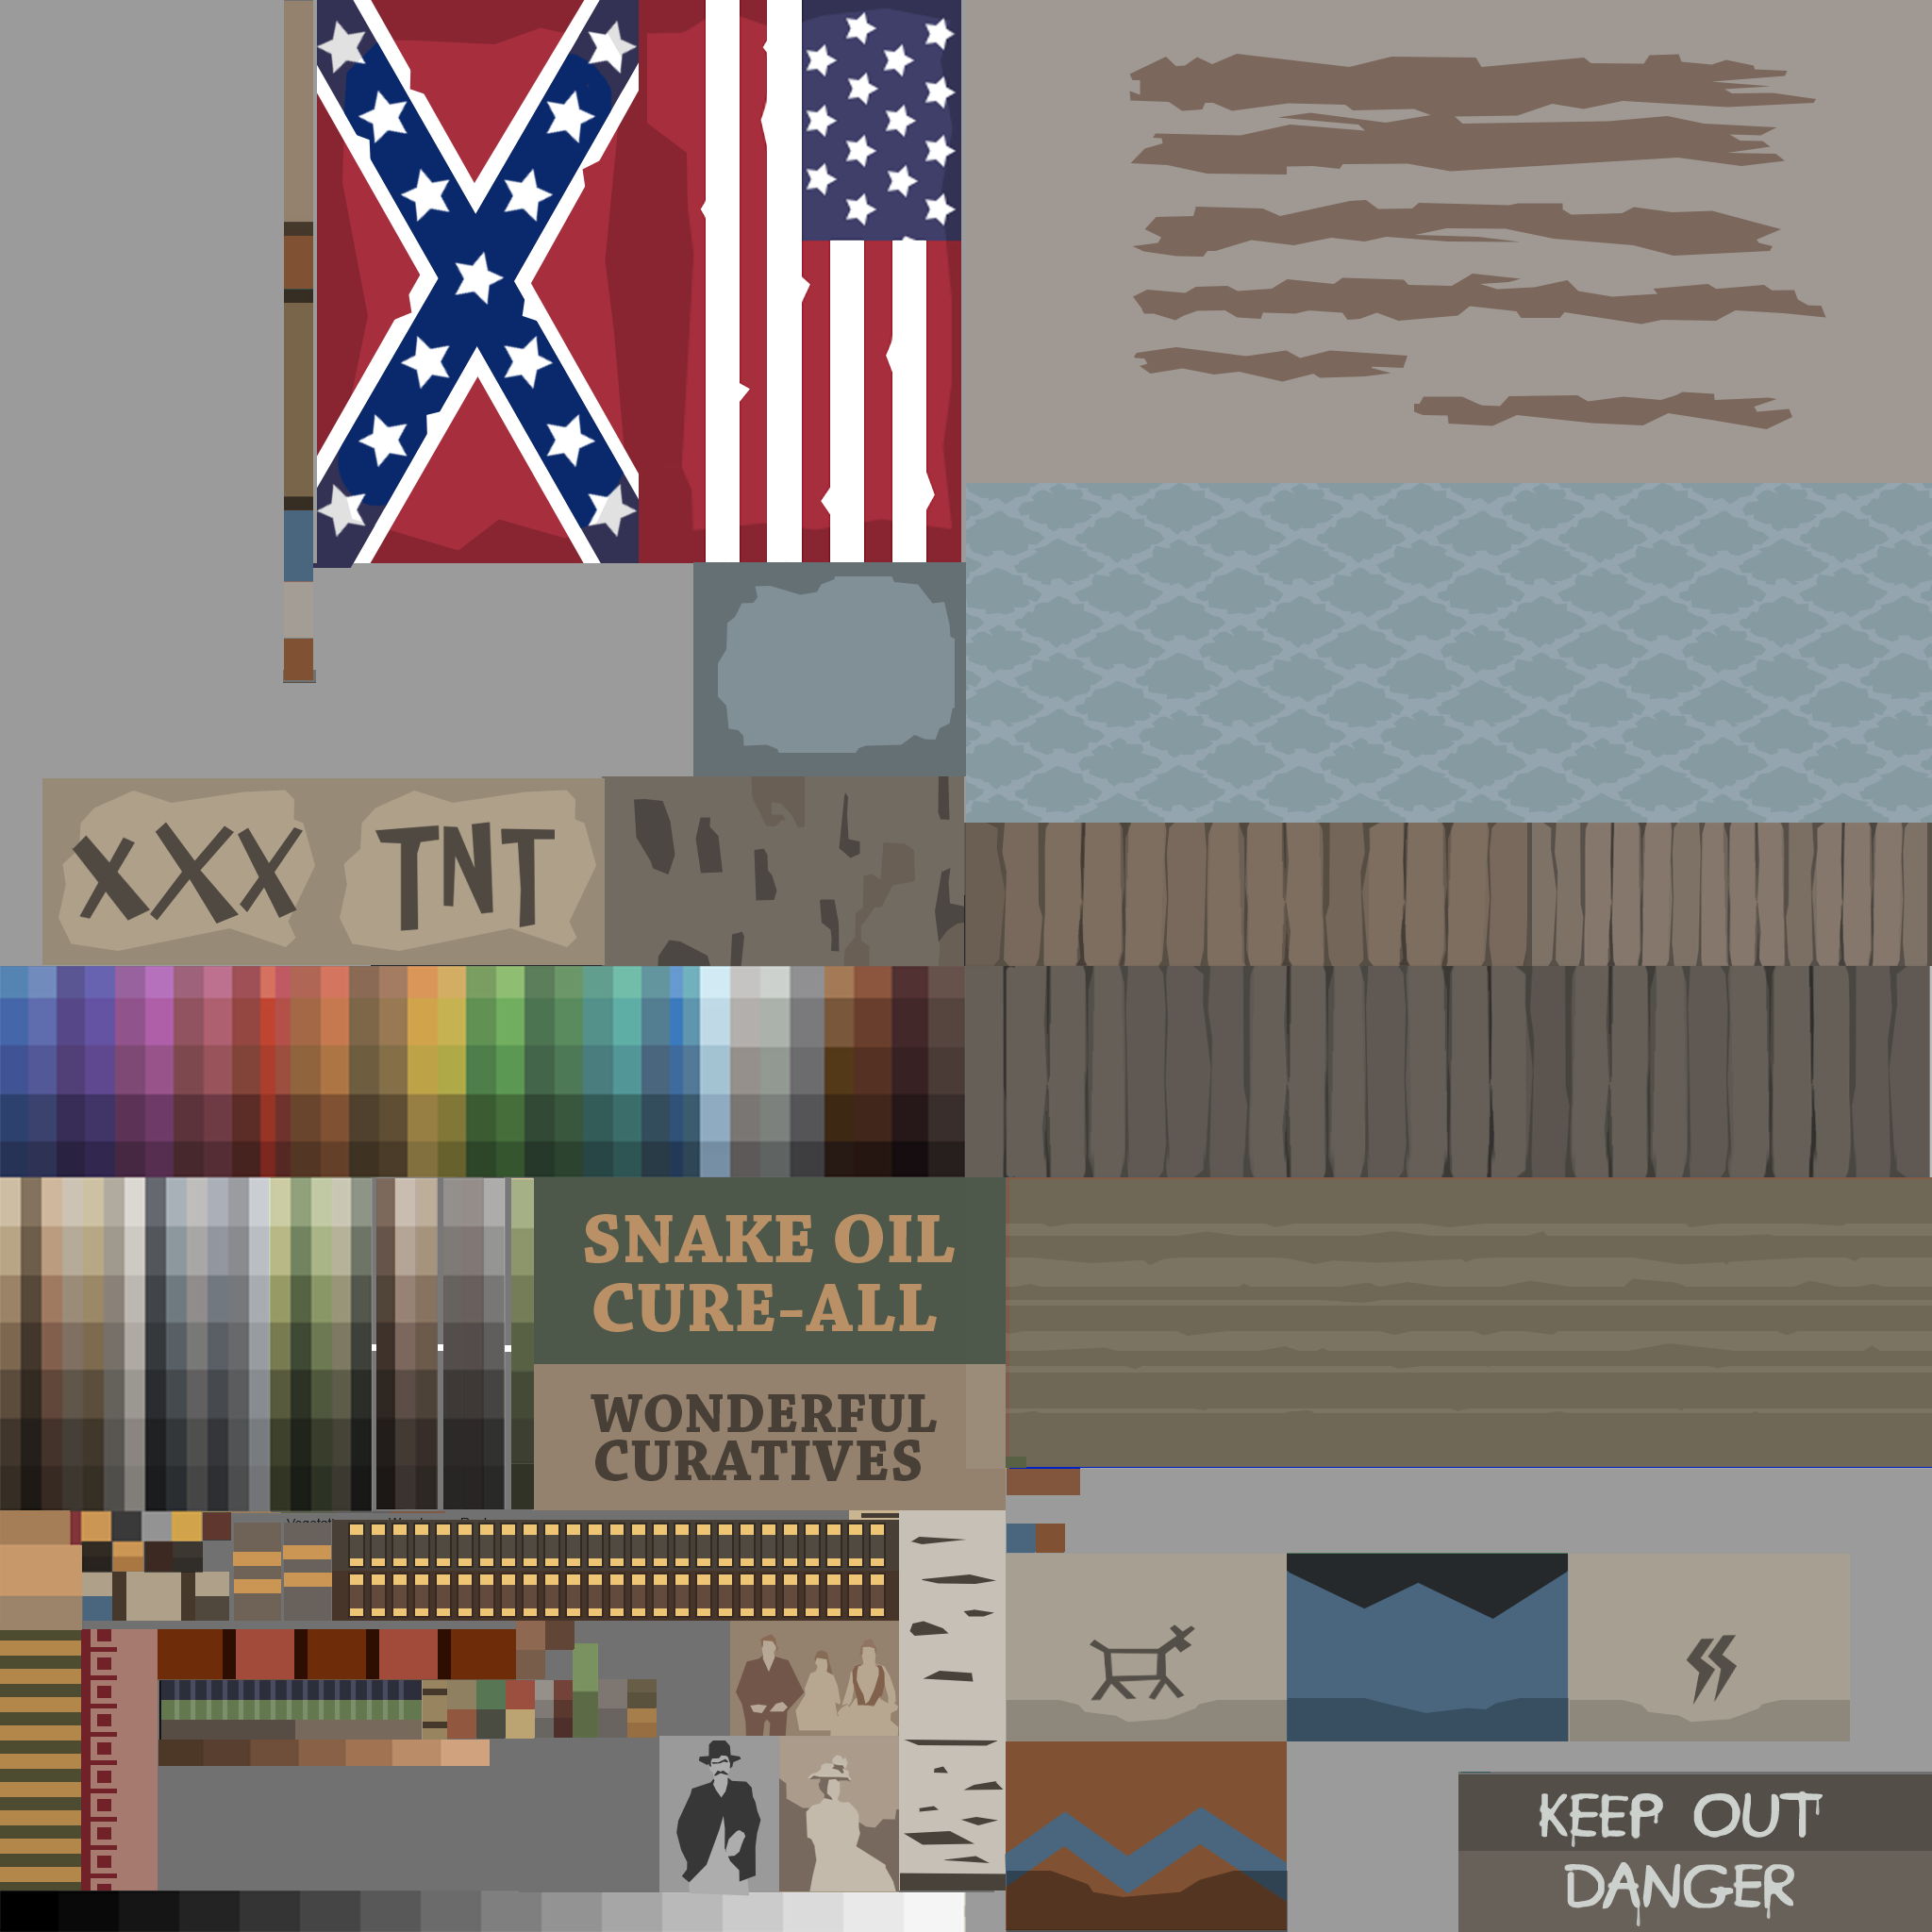 XXX
TNT
SNAKE OIL
CURE-ALL
WONDERFUL
CURATIVES
KEEP OUT
DANGER